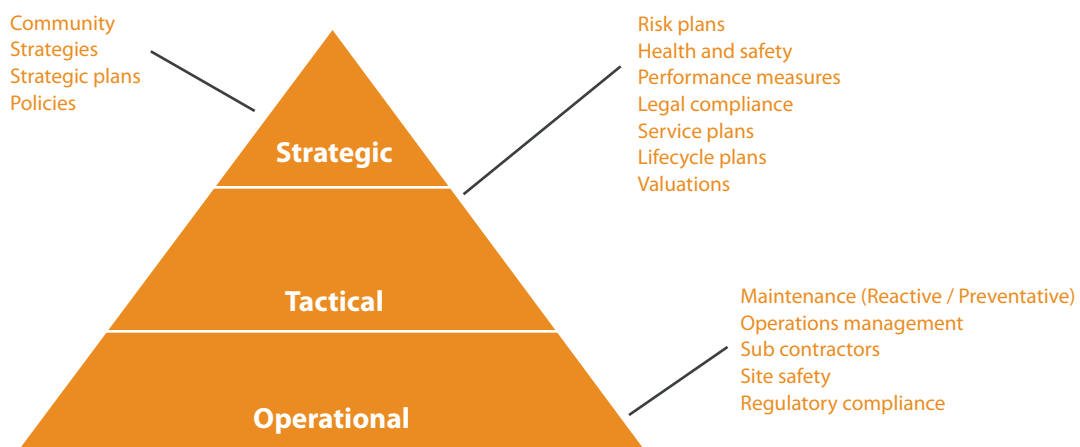 Community
Strategies
Strategic plans
Policies
Risk plans
Health and safety
Performance measures
Legal compliance
Service plans
Lifecycle plans
Valuations
Strategic
Tactical
Maintenance (Reactive / Preventative)
Operations management
Sub contractors
Site safety
Regulatory compliance
Operational